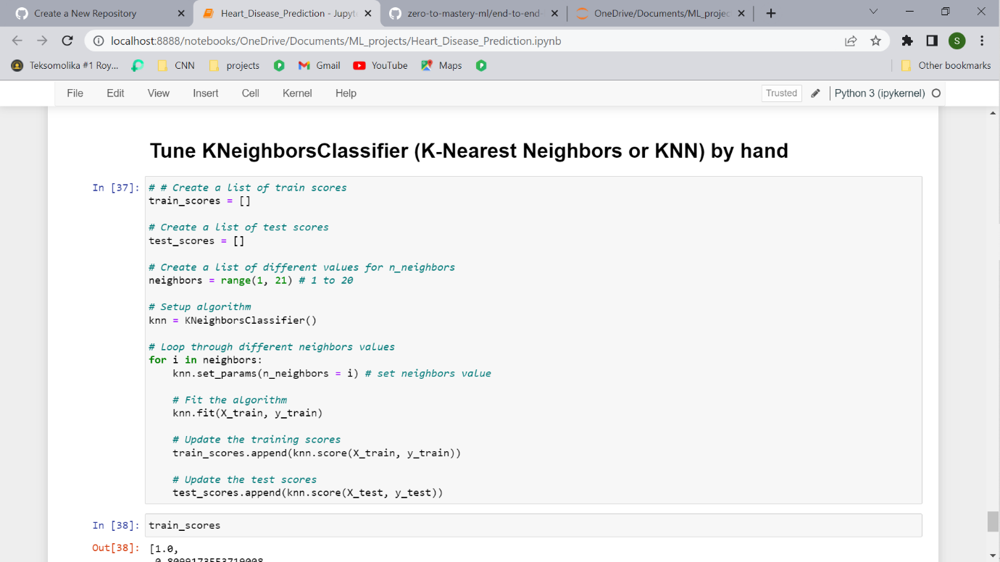 Create a New Repository
Heart_Disease_Prediction - Jupyt
zero-to-mastery-ml/end-to-end-
OneDrive/Documents/ML_projec
localhost:8888/notebooks/OneDrive/Documents/ML_projects/Heart_Disease_Prediction.ipynb
S
Teksomolika #1 Roy... CNN projects Gmail YouTube Maps Other bookmarks
File Edit View Insert Cell Kernel Help Trusted Python 3 (ipykernel)
Tune KNeighborsClassifier (K-Nearest Neighbors or KNN) by hand
In [37]: # # Create a list of train scores
train_scores = []
# Create a list of test scores
test_scores = []
# Create a list of different values for n_neighbors
neighbors = range(1, 21) # 1 to 20
# Setup algorithm
knn = KNeighborsClassifier()
# Loop through different neighbors values
for i in neighbors:
    knn.set_params(n_neighbors = i) # set neighbors value
    # Fit the algorithm
    knn.fit(X_train, y_train)
    # Update the training scores
    train_scores.append(knn.score(X_train, y_train))
    # Update the test scores
    test_scores.append(knn.score(X_test, y_test))
In [38]: train_scores
Out[38]: [1.0,
0.8099173553719008